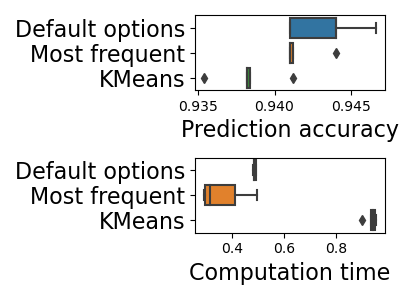 Default options
Most frequent
KMeans
0.935 0.940 0.945
Prediction accuracy
Default options
Most frequent
KMeans
0.4 0.6 0.8
Computation time